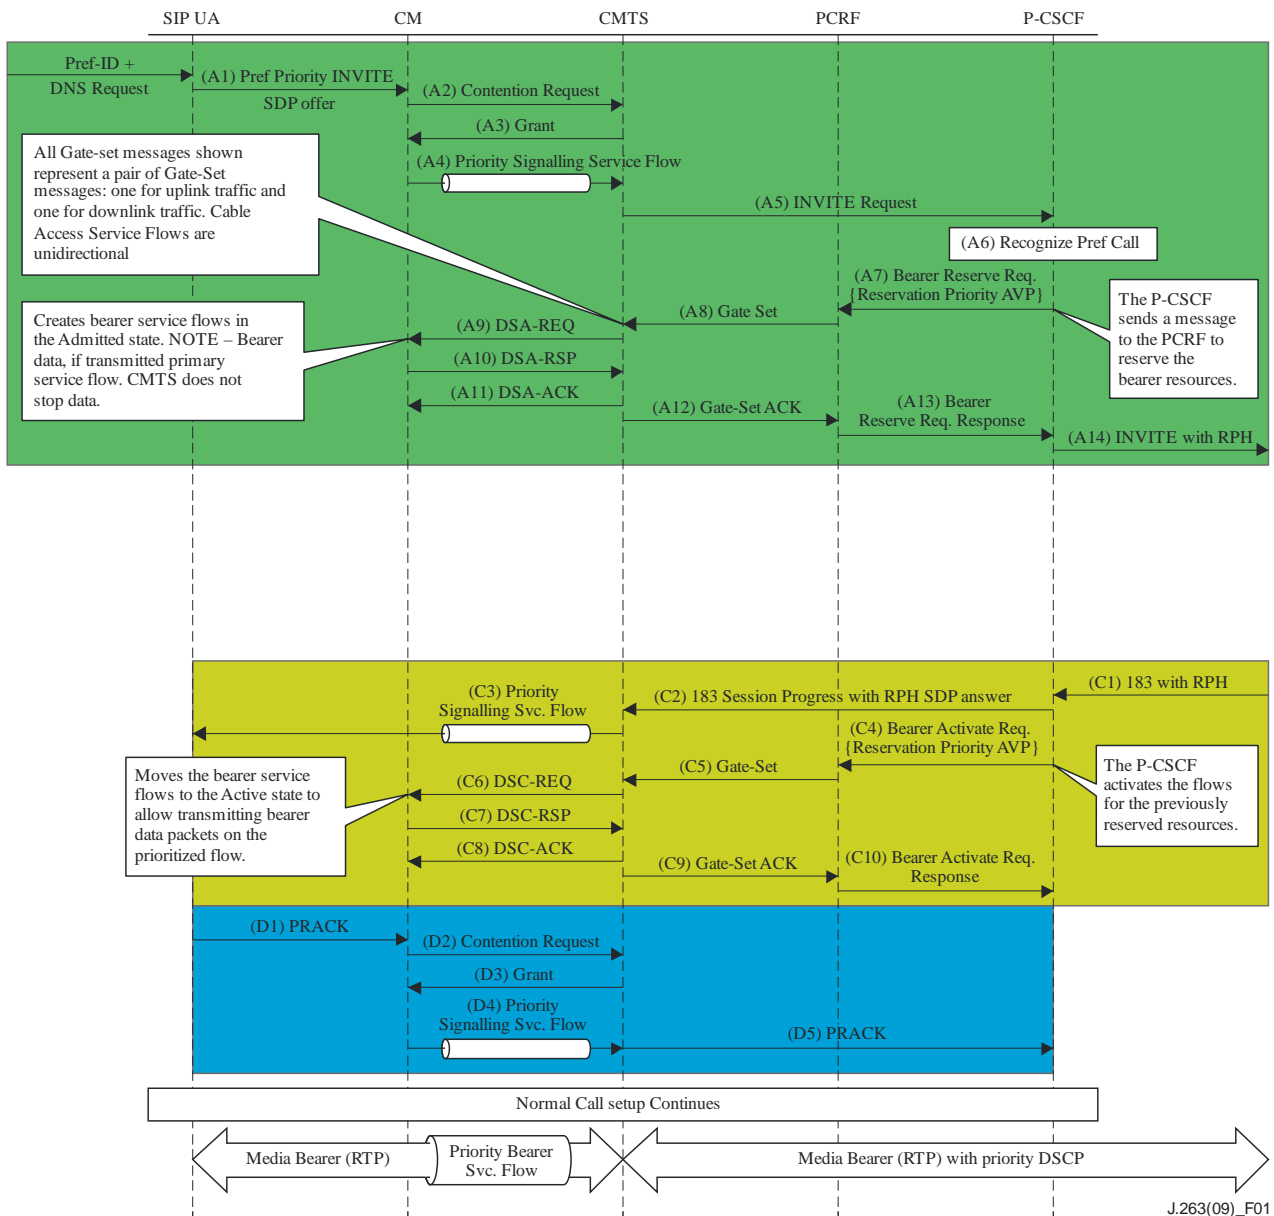 SIP UA
CM
CMTS
PCRF
P-CSCF
Pref-ID +
DNS Request
(A1) Pref Priority INVITE
SDP offer
(A2) Contention Request
(A3) Grant
All Gate-set messages shown
represent a pair of Gate-Set
messages: one for uplink traffic and
one for downlink traffic. Cable
Access Service Flows are
unidirectional
(A4) Priority Signalling Service Flow
(A5) INVITE Request
(A6) Recognize Pref Call
(A7) Bearer Reserve Req.
{Reservation Priority AVP}
The P-CSCF
sends a message
to the PCRF to
reserve the
bearer resources.
(A8) Gate Set
Creates bearer service flows in
the Admitted state. NOTE – Bearer
data, if transmitted primary
service flow. CMTS does not
stop data.
(A9) DSA-REQ
(A10) DSA-RSP
(A11) DSA-ACK
(A12) Gate-Set ACK
(A13) Bearer
Reserve Req. Response
(A14) INVITE with RPH
(C1) 183 with RPH
(C2) 183 Session Progress with RPH SDP answer
(C3) Priority
Signalling Svc. Flow
(C4) Bearer Activate Req.
{Reservation Priority AVP}
The P-CSCF
activates the flows
for the previously
reserved resources.
(C5) Gate-Set
Moves the bearer service
flows to the Active state to
allow transmitting bearer
data packets on the
prioritized flow.
(C6) DSC-REQ
(C7) DSC-RSP
(C8) DSC-ACK
(C9) Gate-Set ACK
(C10) Bearer Activate Req.
Response
(D1) PRACK
(D2) Contention Request
(D3) Grant
(D4) Priority
Signalling Svc. Flow
(D5) PRACK
Normal Call setup Continues
Media Bearer (RTP)
Priority Bearer
Svc. Flow
Media Bearer (RTP) with priority DSCP
J.263(09)_F01